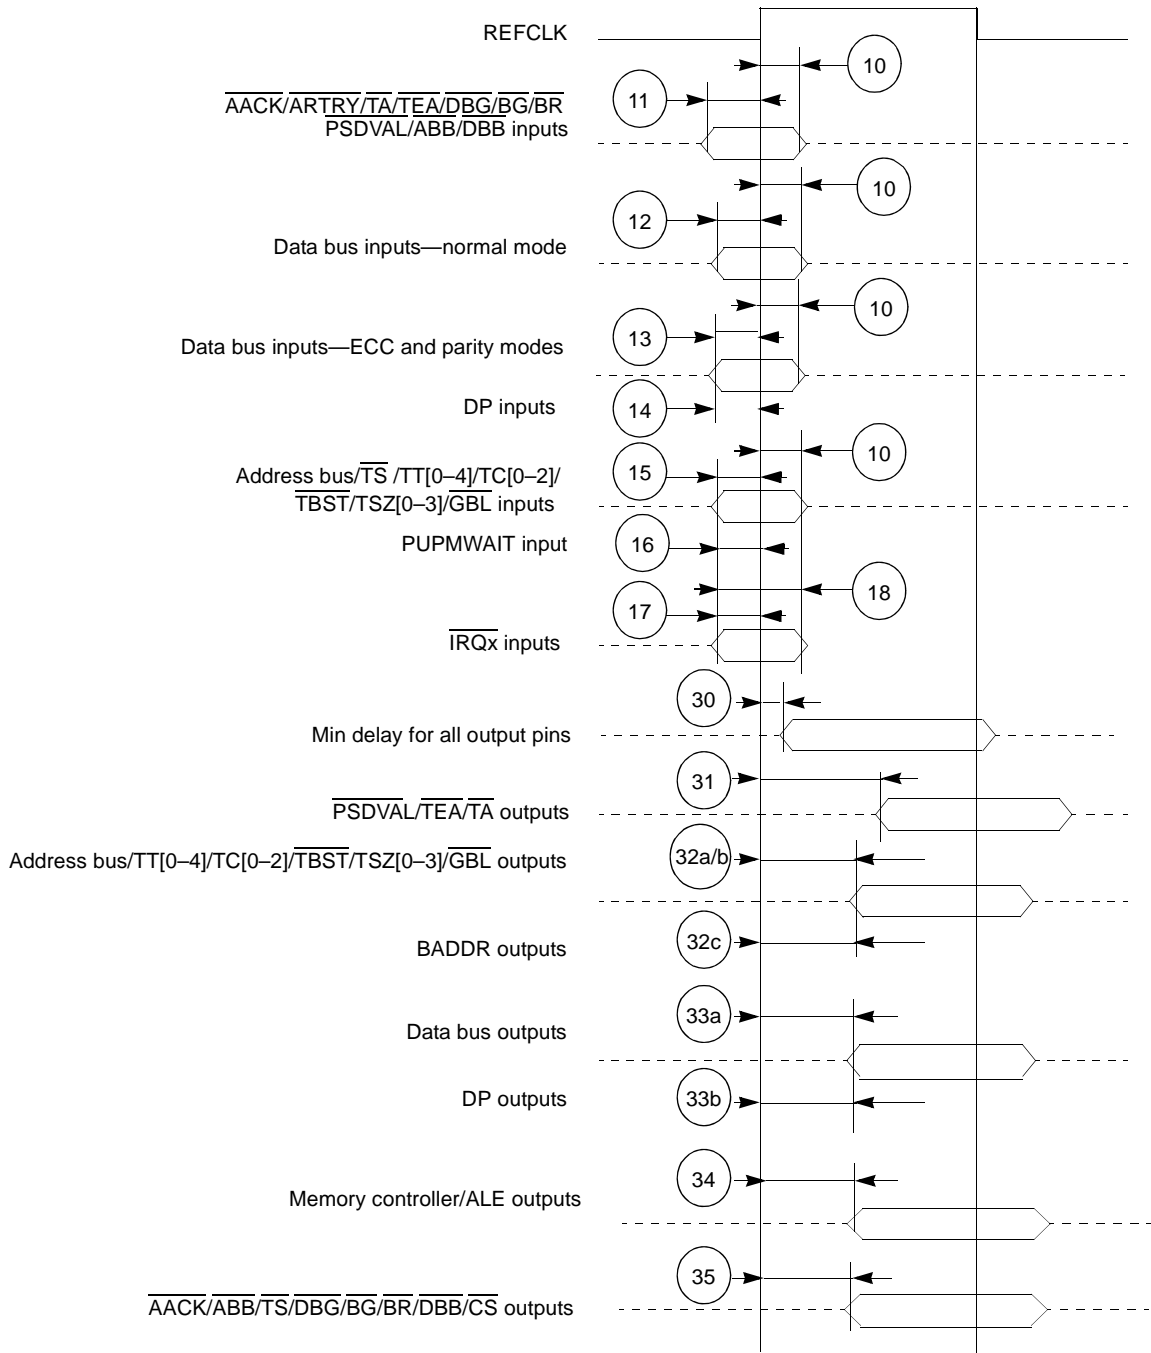 REFCLK
10
11
AACK/ARTRY/TA/TEA/DBG/BG/BR
PSDVAL/ABB/DBB inputs
10
12
Data bus inputs—normal mode
10
13
Data bus inputs—ECC and parity modes
DP inputs
14
10
15
Address bus/TS /TT[0–4]/TC[0–2]/
TBST/TSZ[0–3]/GBL inputs
PUPMWAIT input
16
18
17
IRQx inputs
30
Min delay for all output pins
31
PSDVAL/TEA/TA outputs
32a/b
Address bus/TT[0–4]/TC[0–2]/TBST/TSZ[0–3]/GBL outputs
32c
BADDR outputs
33a
Data bus outputs
DP outputs
33b
34
Memory controller/ALE outputs
35
AACK/ABB/TS/DBG/BG/BR/DBB/CS outputs